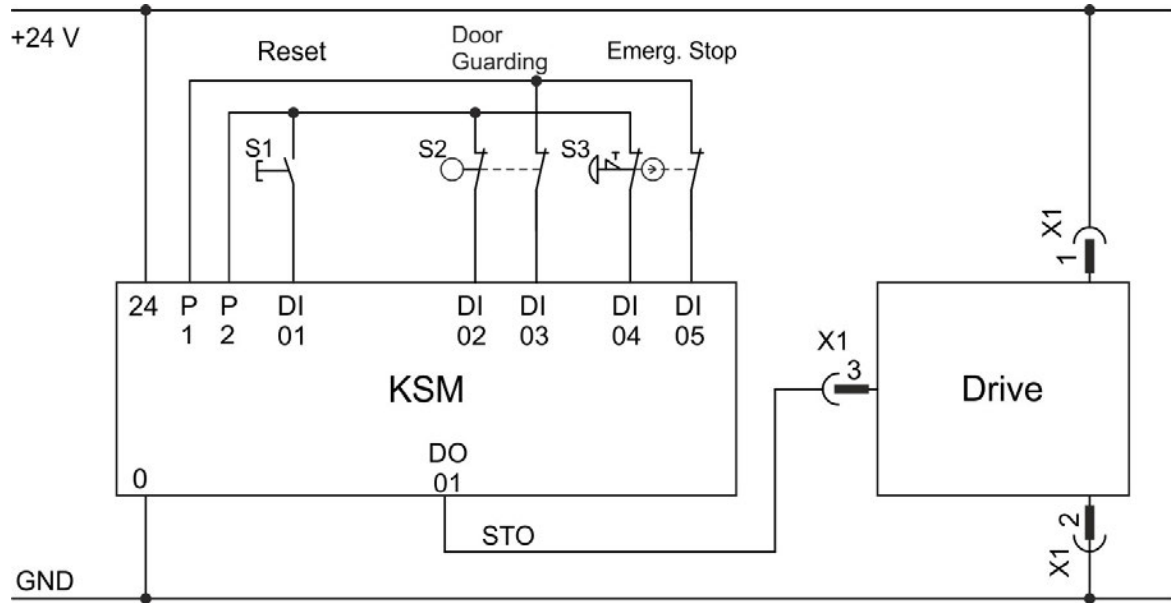 +24 V
Reset
Door
Guarding
Emerg. Stop
S1
S2
S3
X1
1
24 P P DI DI DI DI DI
1 2 01 02 03 04 05
X1
3
KSM
Drive
DO
0
01
2
STO
X1
GND